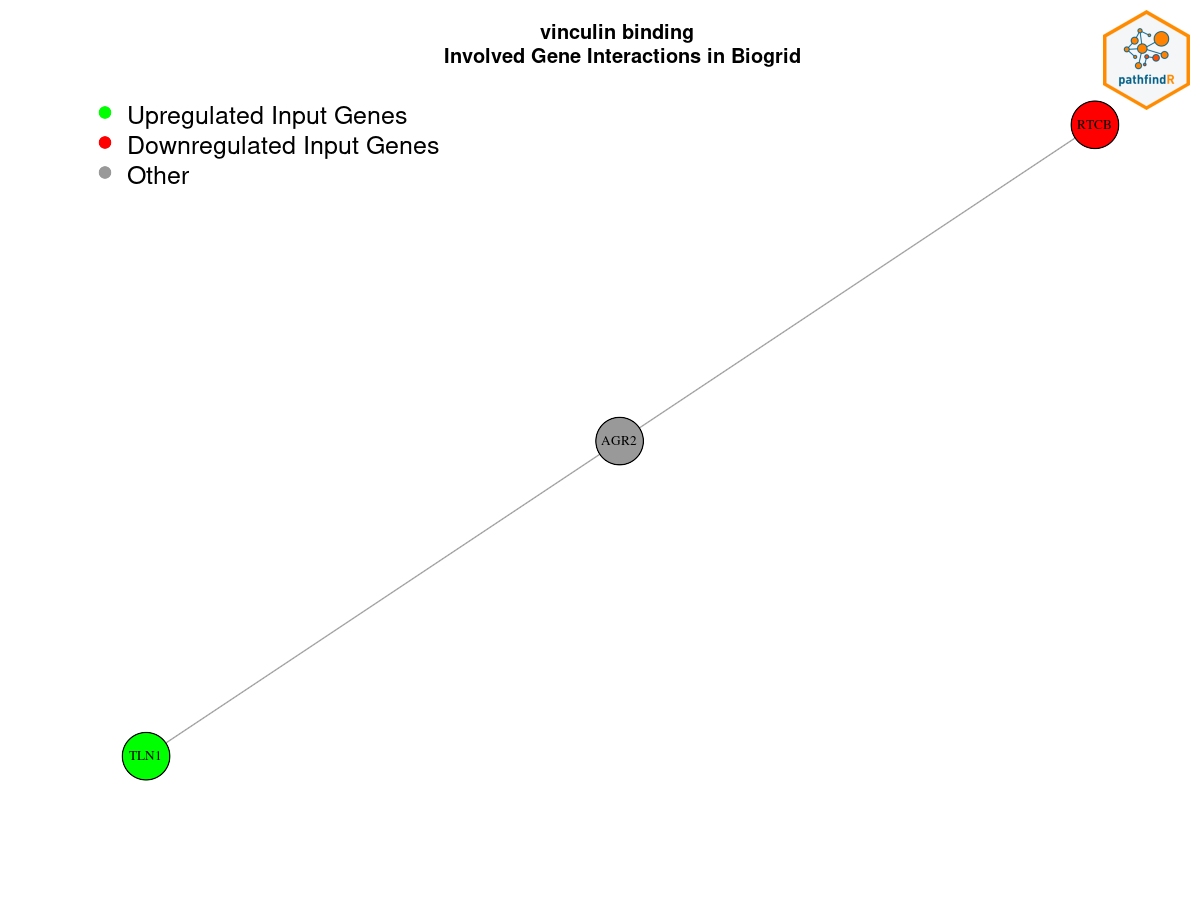 vinculin binding
Involved Gene Interactions in Biogrid
pathfindR
Upregulated Input Genes
Downregulated Input Genes
Other
RTCB
AGR2
TLN1